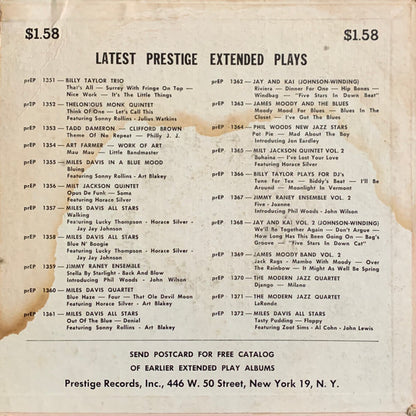 $1.58 $1.58
LATEST PRESTIGE EXTENDED PLAYS
prEP 1351 — BILLY TAYLOR TRIO
Tha's All — Surrey With Fringe On Top —
Nice Work — It's The Little Things
prEP 1352 — THELONIOUS MONK QUINTET
Think Of One — Let's Call This
Featuring Sonny Rollins - Julius Watkins
prEP 1353 — TADD DAMERON — CLIFFORD BROWN
Theme Of No Repeat — Philly J. J.
prEP 1354 — ART FARMER — WORK OF ART
Mau Mau — Little Bandmaster
prEP 1355 — MILES DAVIS IN A BLUE MOOD
Bluing
Featuring Sonny Rollins - Art Blakey
prEP 1356 — MILT JACKSON QUINTET
Opus De Funk — Soma
Featuring Horace Silver
prEP 1357 — MILES DAVIS ALL STARS
Walking
Featuring Lucky Thompson - Horace Silver -
Jay Jay Johnson
prEP 1358 — MILES DAVIS ALL STARS
Blue N' Boogie
Featuring Lucky Thompson - Horace Silver -
Jay Jay Johnson
prEP 1359 — JIMMY RANEY ENSEMBLE
Stella By Starlight - Back And Blow
Introducing Phil Woods - John Wilson
prEP 1360 — MILES DAVIS QUARTET
Blue Haze — Four — That Ole Devil Moon
Featuring Horace Silver - Art Blakey
prEP 1361 — MILES DAVIS ALL STARS
Out Of The Blue — Denial
Featuring Sonny Rollins — Art Blakey
prEP 1362 — JAY AND KAI (JOHNSON-WINDING)
Riviera — Dinner For One — Hip Bones —
Windbag — "Five Stars In Down Beat"
prEP 1363 — JAMES MOODY AND THE BLUES
Moody Mood For Blues — Blues In The
Closet — I've Got The Blues
prEP 1364 — PHIL WOODS NEW JAZZ STARS
Pot Pie — Mad About The Boy
Introducing Jon Eardley
prEP 1365 — MILT JACKSON QUINTET VOL. 2
Buhaina — I've Lost Your Love
Featuring Horace Silver
prEP 1366 — BILLY TAYLOR PLAYS FOR DJ's
Tune For Tex — Biddy's Beat — I'll Be
Around — Moonlight In Vermont
prEP 1367 — JIMMY RANEY ENSEMBLE VOL. 2
Five - Joanne
Introducing Phil Woods - John Wilson
prEP 1368 — JAY AND KAI VOL. 2 (JOHNSON-WINDING)
We'll Be Together Again — Don't Argue —
How Long Has This Been Going On — Bag's
Groove — "Five Stars In Down Cat"
prEP 1369 — JAMES MOODY BAND VOL. 2
Jack Rags - Mambo With Moody — Over
The Rainbow — It Might As Well Be Spring
prEP 1370 — THE MODERN JAZZ QUARTET
Django — Milano
prEP 1371 — THE MODERN JAZZ QUARTET
LaRonde
prEP 1372 — MILES DAVIS ALL STARS
Tasty Pudding — Floppy
Featuring Zoot Sims - Al Cohn - John Lewis
SEND POSTCARD FOR FREE CATALOG
OF EARLIER EXTENDED PLAY ALBUMS
Prestige Records, Inc., 446 W. 50 Street, New York 19, N. Y.